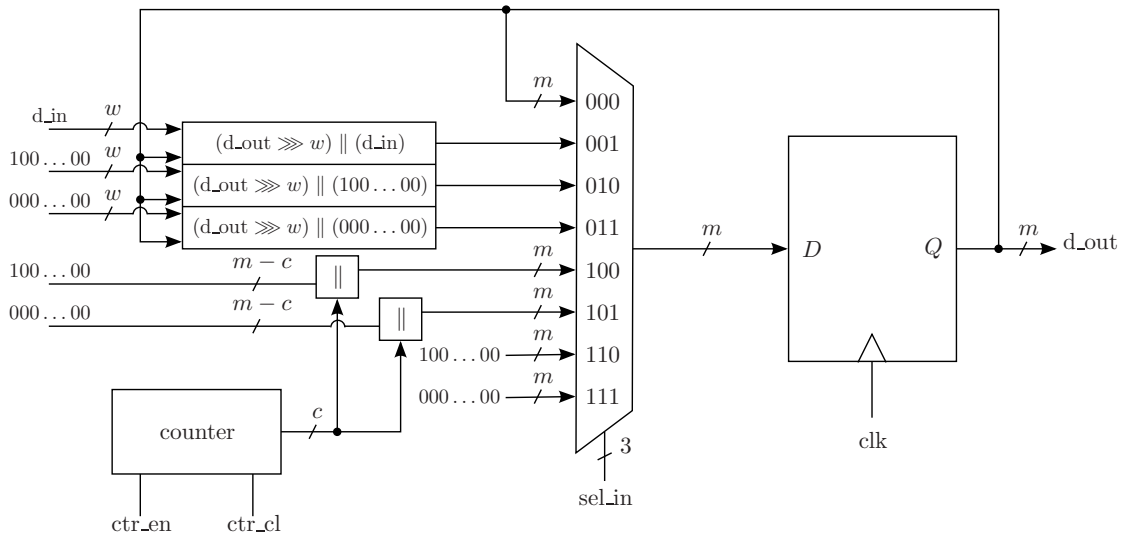 m
000
d_in
w
(d_out ⋙ w) ∥ (d_in)
001
100...00
w
(d_out ⋙ w) ∥ (100...00)
010
000...00
w
(d_out ⋙ w) ∥ (000...00)
011
m
D
Q
m
d_out
100...00
m − c
∥
m
100
000...00
m − c
∥
m
101
100...00
m
110
000...00
m
111
counter
c
3
clk
sel_in
ctr_en
ctr_cl